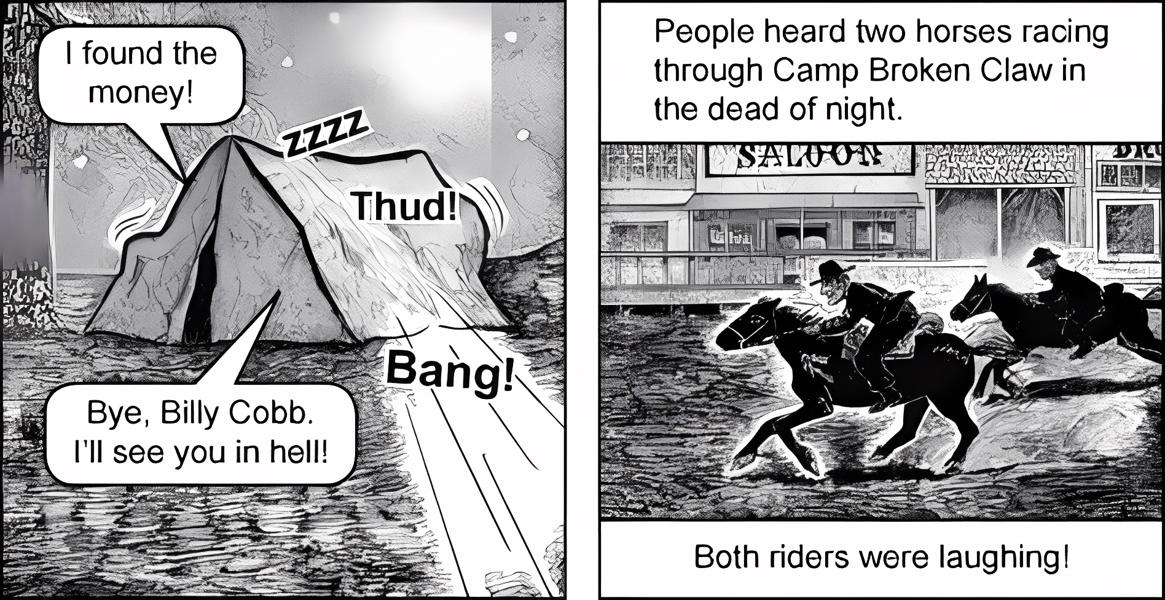 I found the
money!
ZZZZ
Thud!
Bang!
Bye, Billy Cobb.
I'll see you in hell!
People heard two horses racing
through Camp Broken Claw in
the dead of night.
SALOON
Both riders were laughing!